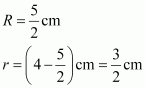 R = 5/2 cm
r = (4 − 5/2) cm = 3/2 cm